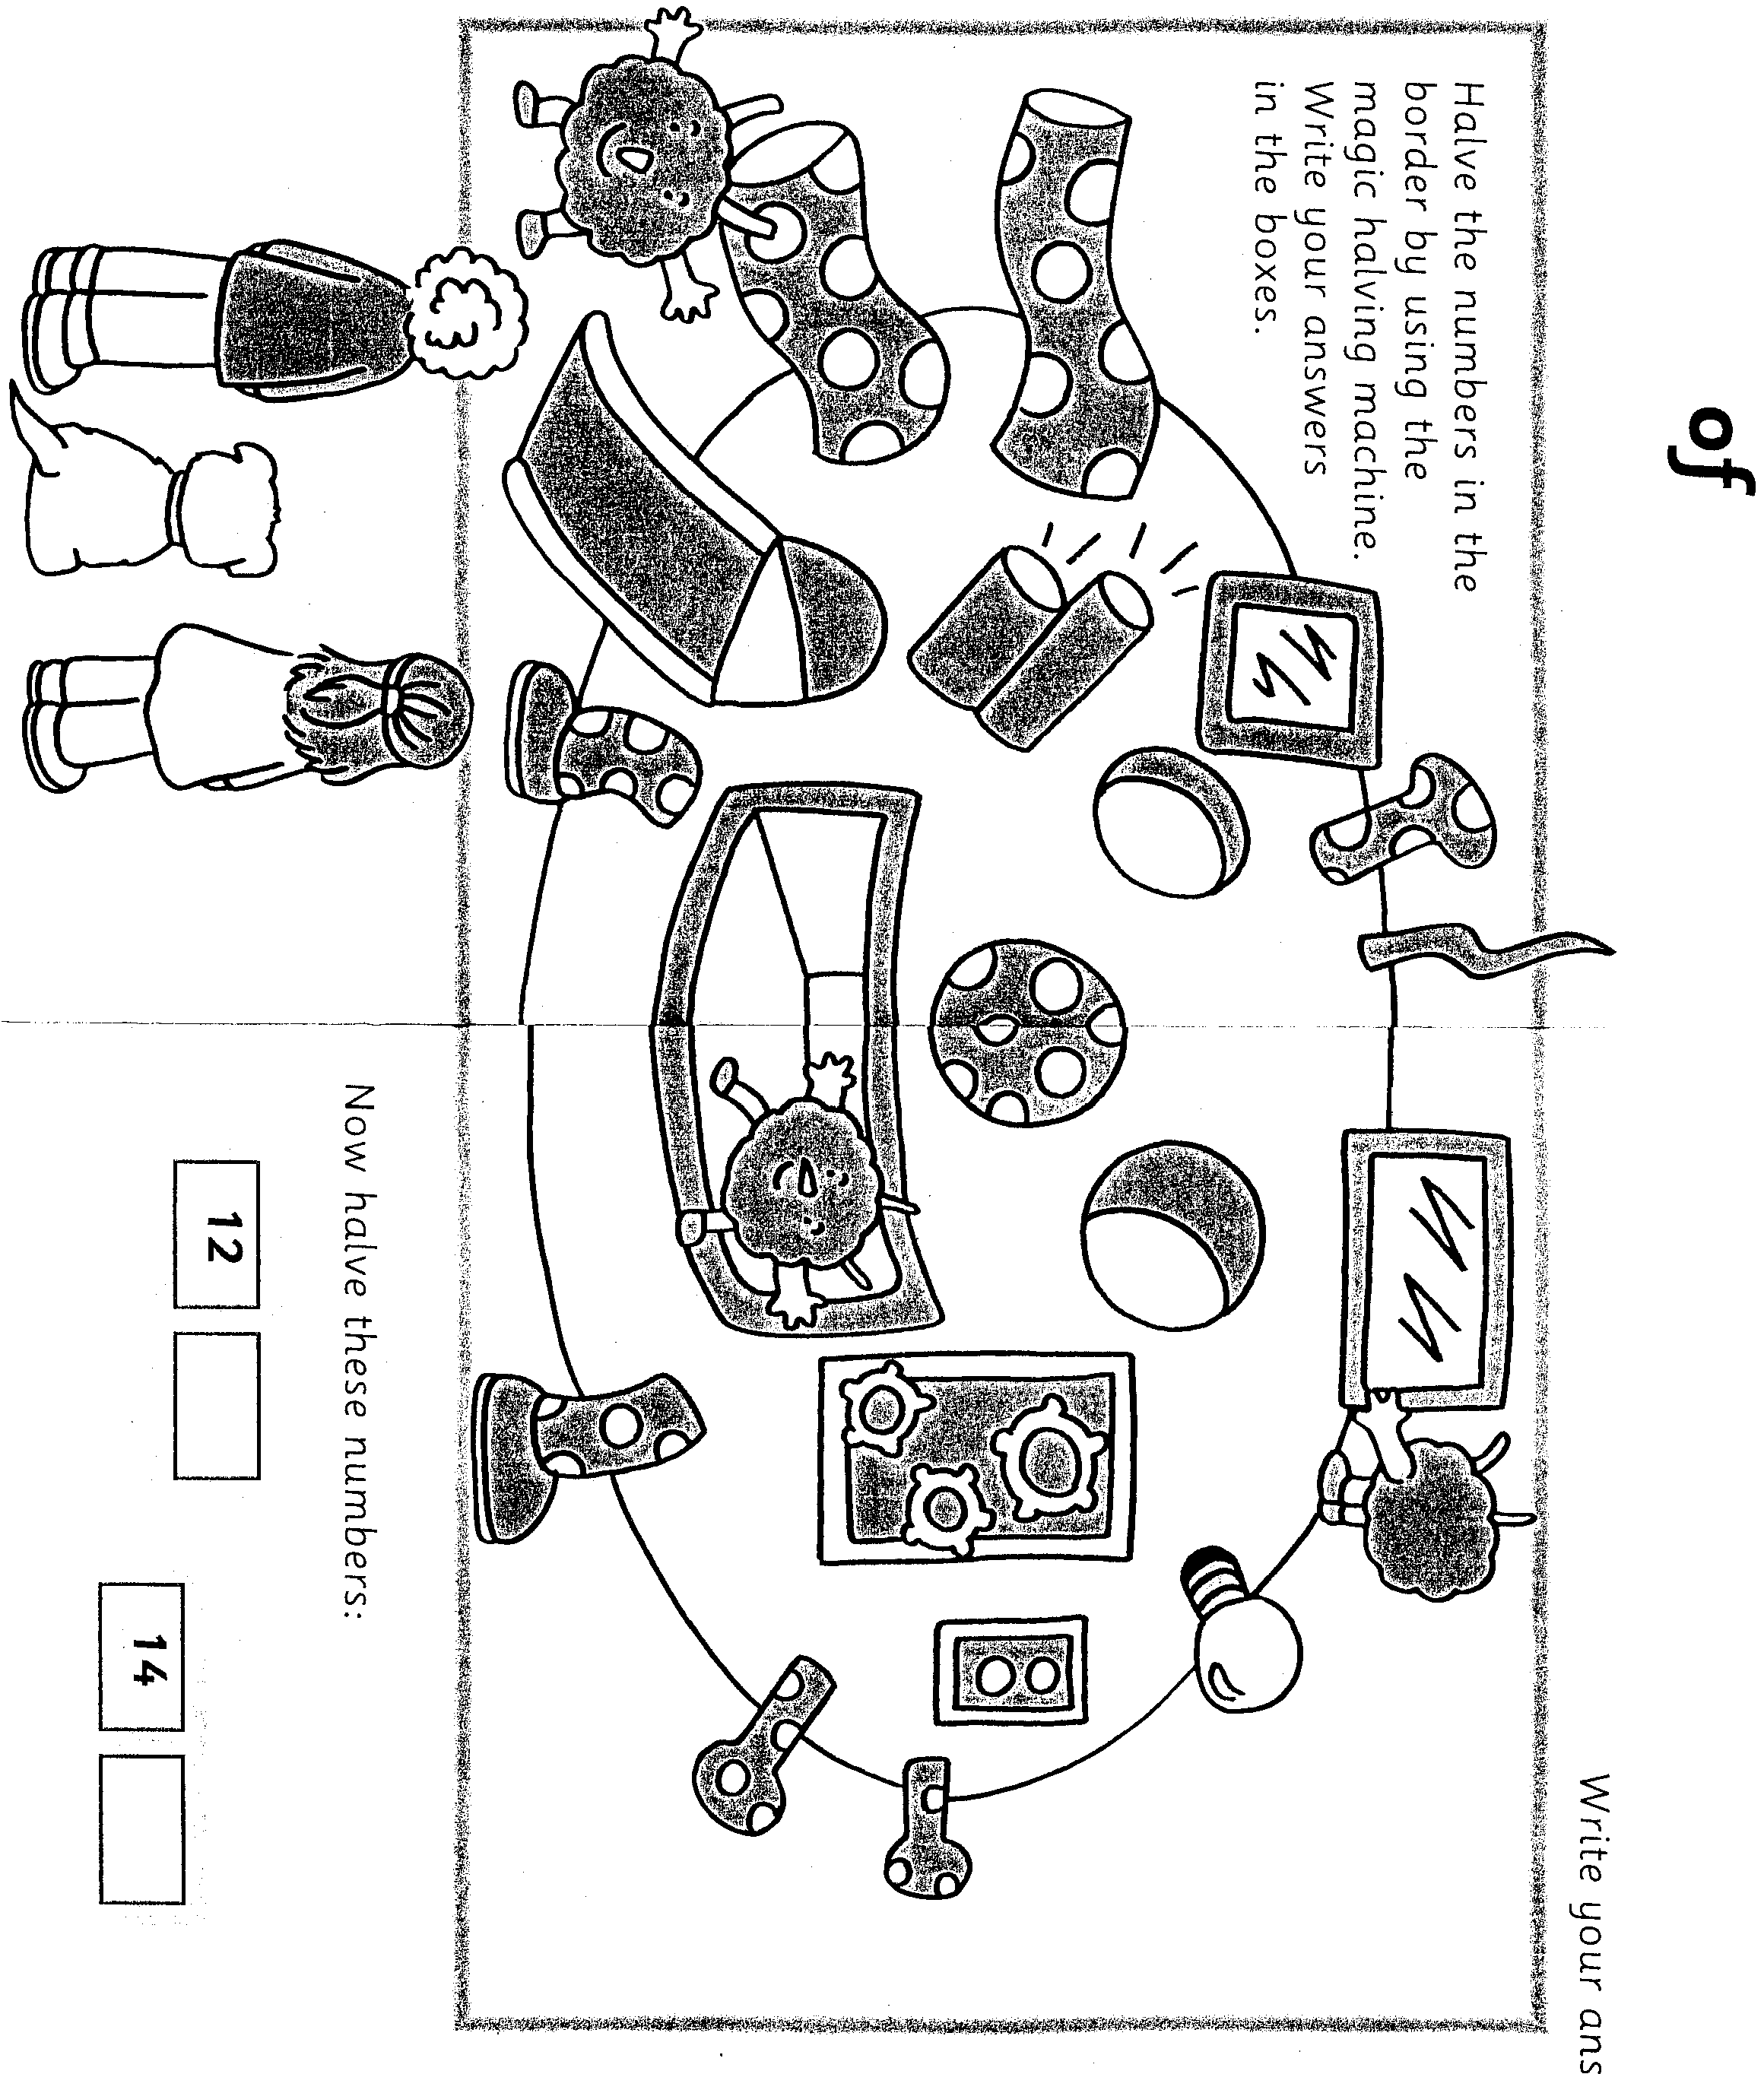 of
Write your ans
Halve the numbers in the
border by using the
magic halving machine.
Write your answers
in the boxes.
Now halve these numbers:
12
14